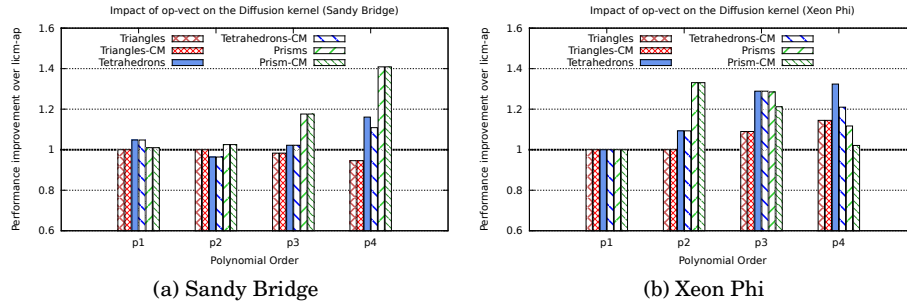 Impact of op-vect on the Diffusion kernel (Sandy Bridge)
Performance improvement over licm-ap
1.6
1.4
1.2
1
0.8
0.6
Triangles
Triangles-CM
Tetrahedrons
Tetrahedrons-CM
Prisms
Prism-CM
p1 p2 p3 p4
Polynomial Order
(a) Sandy Bridge
Impact of op-vect on the Diffusion kernel (Xeon Phi)
Performance improvement over licm-ap
1.6
1.4
1.2
1
0.8
0.6
Triangles
Triangles-CM
Tetrahedrons
Tetrahedrons-CM
Prisms
Prism-CM
p1 p2 p3 p4
Polynomial Order
(b) Xeon Phi